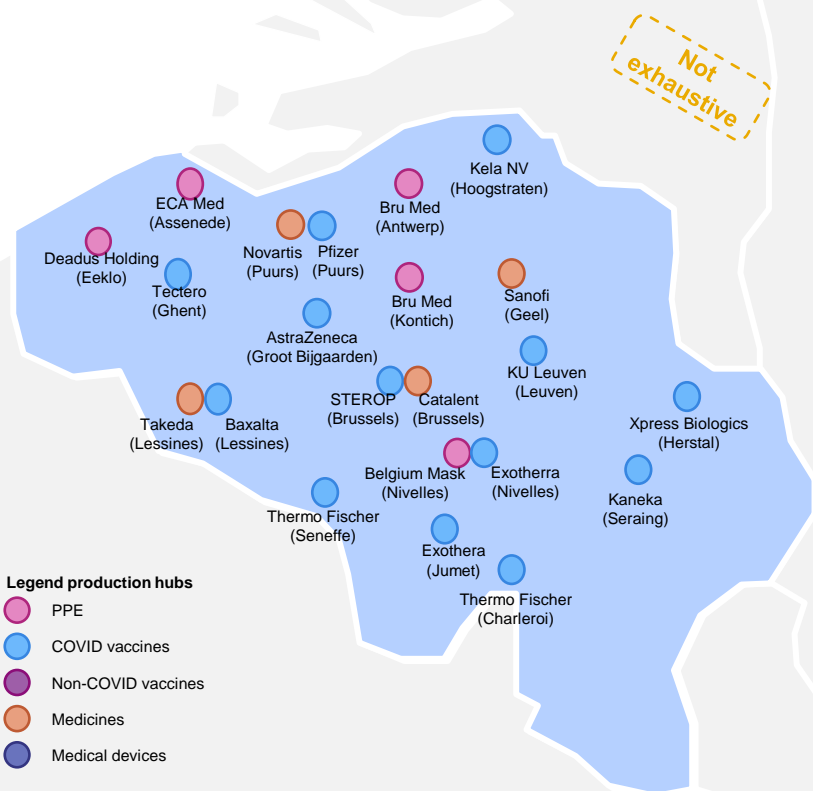 Not
exhaustive
Kela NV
(Hoogstraten)
ECA Med
(Assenede)
Bru Med
(Antwerp)
Deadus Holding
(Eeklo)
Novartis
(Puurs)
Pfizer
(Puurs)
Tectero
(Ghent)
Bru Med
(Kontich)
Sanofi
(Geel)
AstraZeneca
(Groot Bijgaarden)
KU Leuven
(Leuven)
STEROP
(Brussels)
Catalent
(Brussels)
Takeda
(Lessines)
Baxalta
(Lessines)
Xpress Biologics
(Herstal)
Belgium Mask
(Nivelles)
Exotherra
(Nivelles)
Kaneka
(Seraing)
Thermo Fischer
(Seneffe)
Exothera
(Jumet)
Thermo Fischer
(Charleroi)
Legend production hubs
PPE
COVID vaccines
Non-COVID vaccines
Medicines
Medical devices